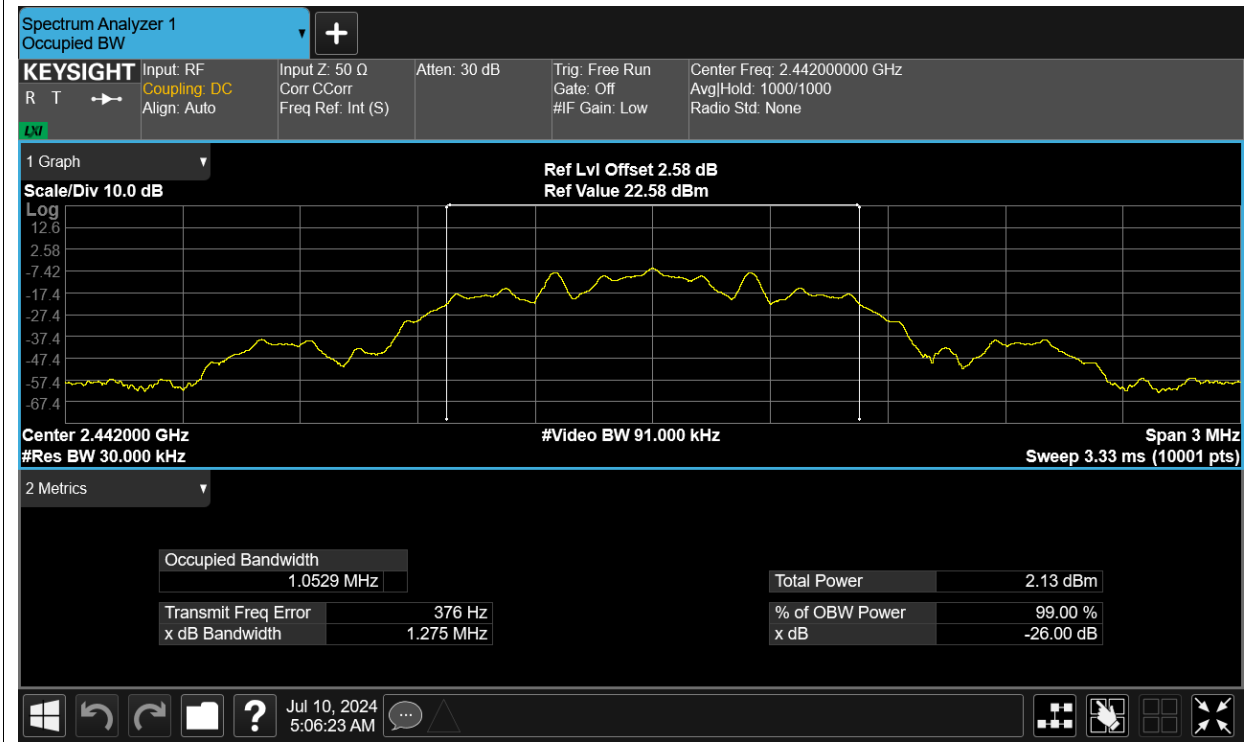 Spectrum Analyzer 1
Occupied BW
KEYSIGHT
R T
LXI
Input: RF
Coupling: DC
Align: Auto
Input Z: 50 Ω
Corr CCorr
Freq Ref: Int (S)
Atten: 30 dB
Trig: Free Run
Gate: Off
#IF Gain: Low
Center Freq: 2.442000000 GHz
Avg|Hold: 1000/1000
Radio Std: None
1 Graph
Scale/Div 10.0 dB
Ref Lvl Offset 2.58 dB
Ref Value 22.58 dBm
Log
12.6
2.58
-7.42
-17.4
-27.4
-37.4
-47.4
-57.4
-67.4
Center 2.442000 GHz
#Res BW 30.000 kHz
#Video BW 91.000 kHz
Span 3 MHz
Sweep 3.33 ms (10001 pts)
2 Metrics
Occupied Bandwidth
1.0529 MHz
Transmit Freq Error 376 Hz
x dB Bandwidth 1.275 MHz
Total Power 2.13 dBm
% of OBW Power 99.00 %
x dB -26.00 dB
?
Jul 10, 2024
5:06:23 AM